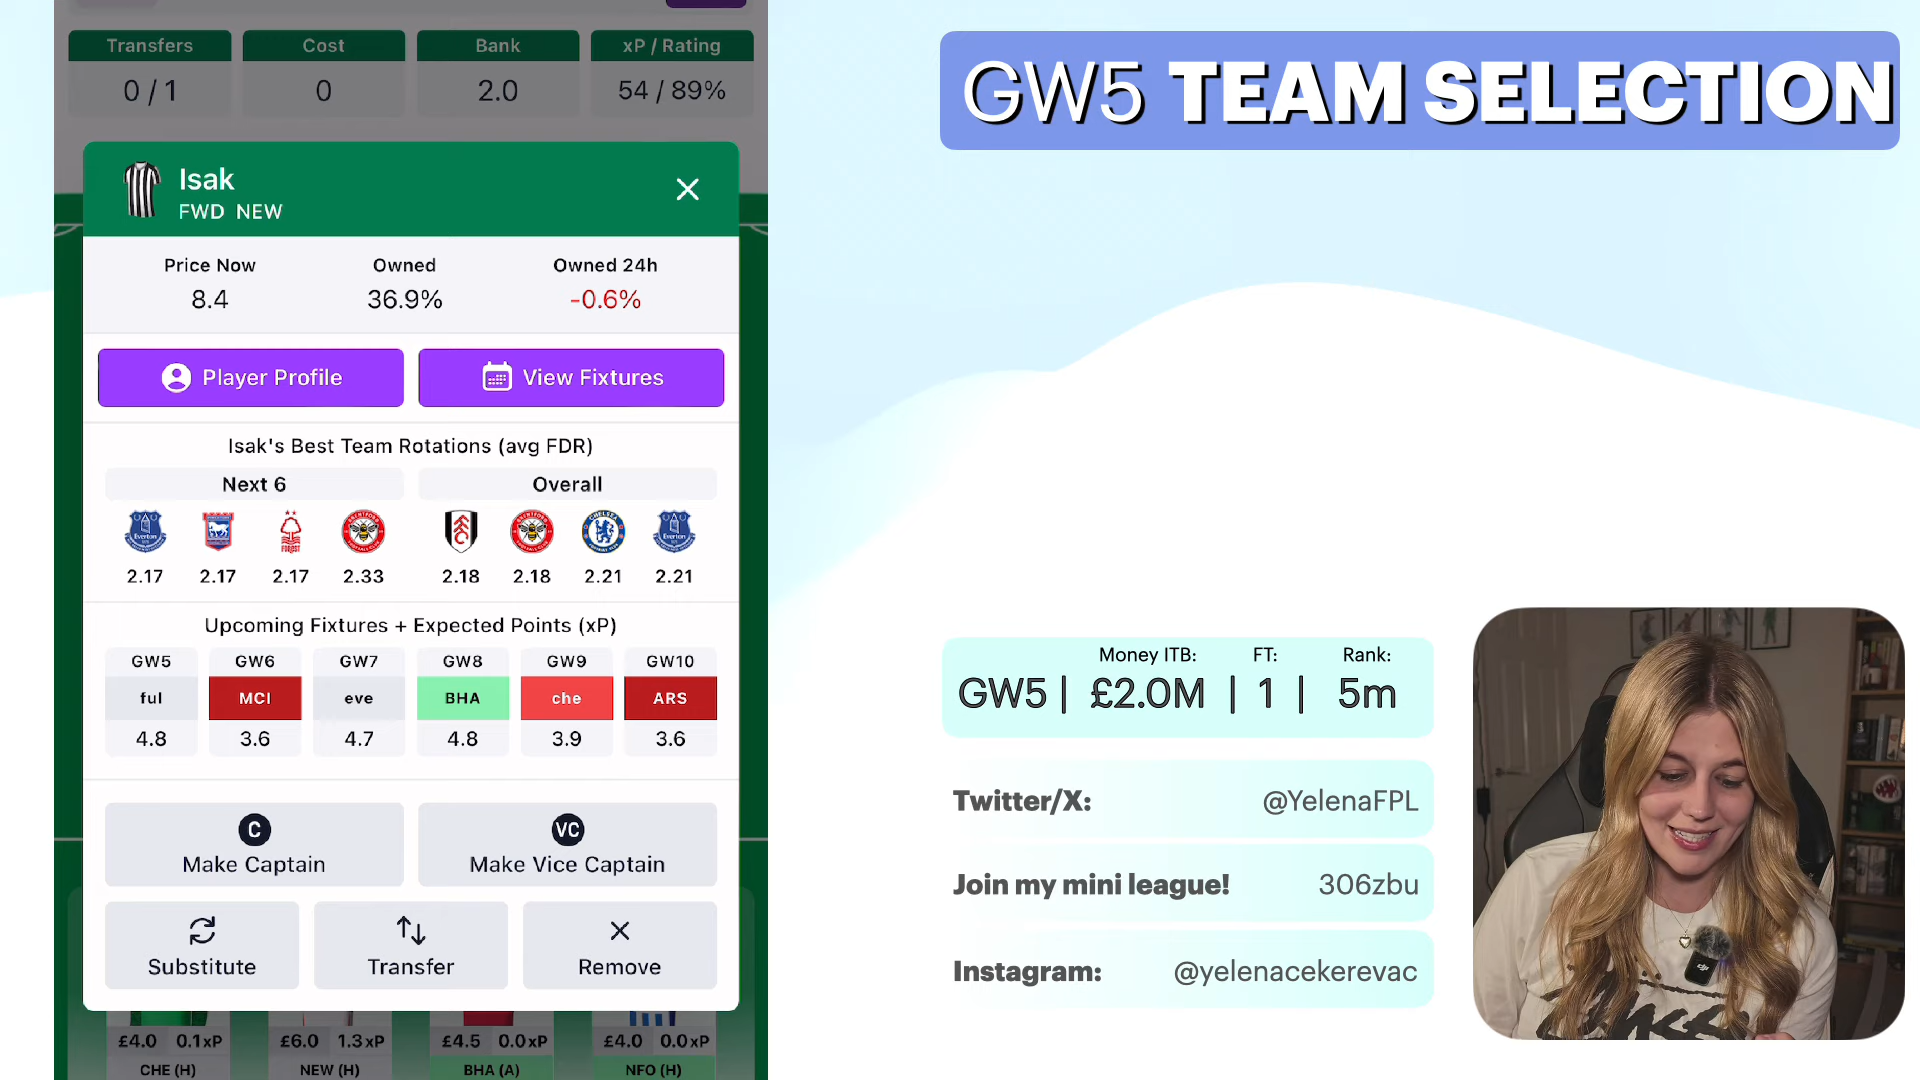 Transfers
Cost
Bank
xP / Rating
0 / 1
0
2.0
54 / 89%
Isak
FWD NEW
Price Now
Owned
Owned 24h
8.4
36.9%
-0.6%
Player Profile
View Fixtures
Isak's Best Team Rotations (avg FDR)
Next 6
Overall
Everton
FOREST
BRENTFORD
BRENTFORD
CHELSEA
Everton
2.17
2.17
2.17
2.33
2.18
2.18
2.21
2.21
Upcoming Fixtures + Expected Points (xP)
GW5
GW6
GW7
GW8
GW9
GW10
ful
MCI
eve
BHA
che
ARS
4.8
3.6
4.7
4.8
3.9
3.6
C
Make Captain
VC
Make Vice Captain
Substitute
Transfer
Remove
£4.0 0.1xP
£6.0 1.3xP
£4.5 0.0xP
£4.0 0.0xP
CHE (H)
NEW (H)
BHA (A)
NFO (H)
GW5 TEAM SELECTION
Money ITB:
FT:
Rank:
GW5 | £2.0M | 1 | 5m
Twitter/X: @YelenaFPL
Join my mini league! 306zbu
Instagram: @yelenacekerevac
dji